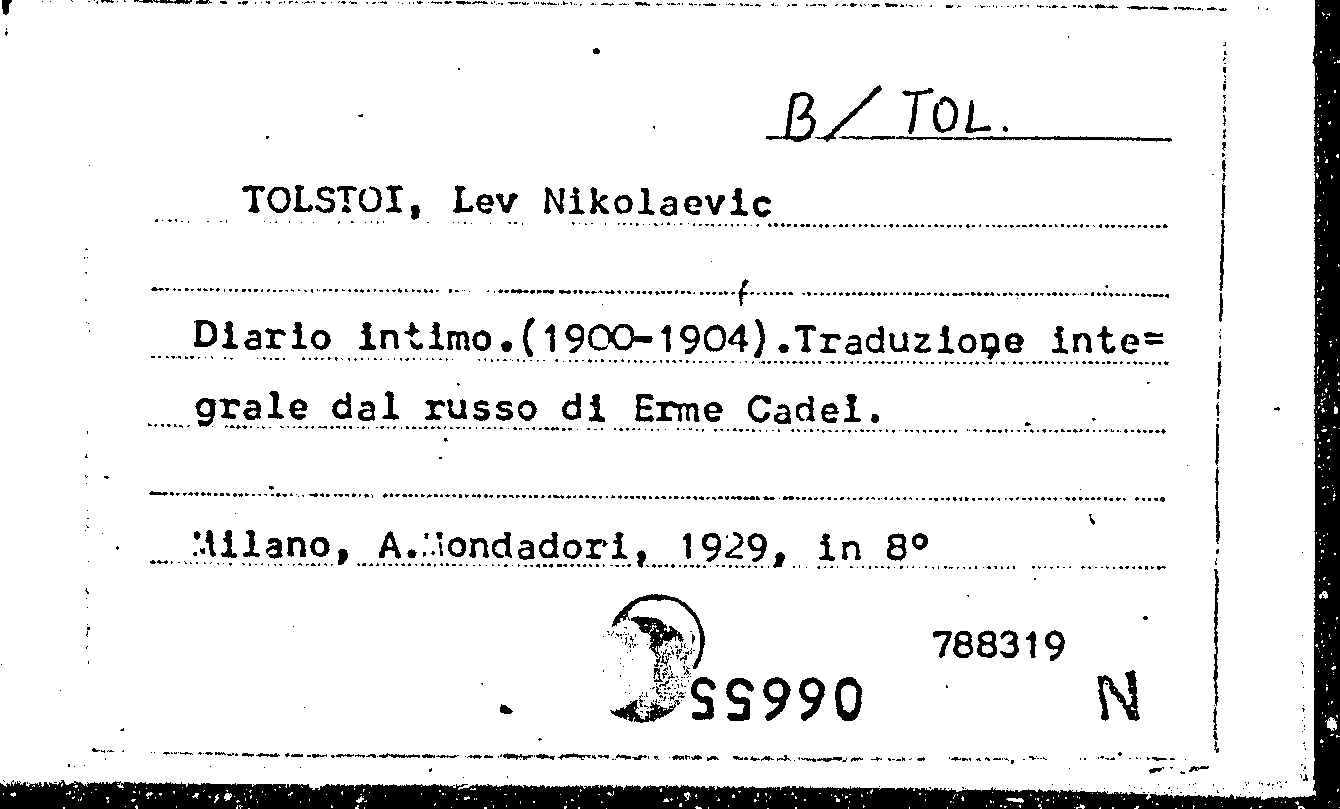 B/ TOL.
TOLSTOI, Lev Nikolaevic
Diario intimo.(1900-1904).Traduzione inte=
grale dal russo di Erme Cadei.
Milano, A.Mondadori, 1929, in 8º
788319
06655
N